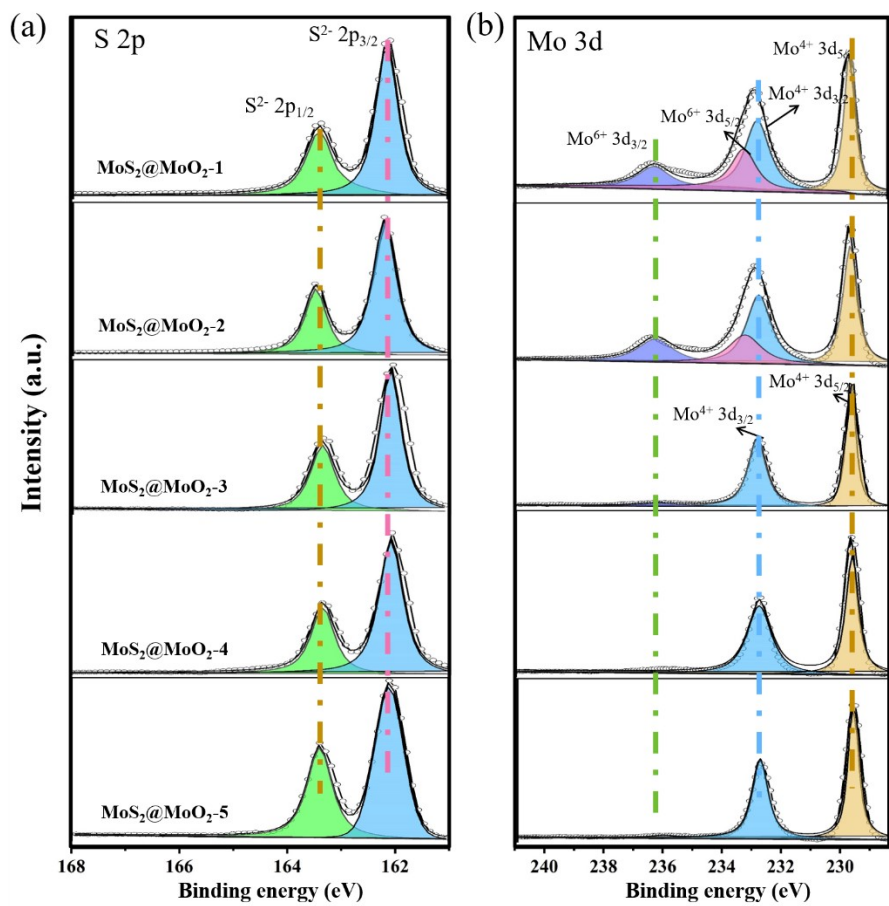 (a)
S 2p
S²⁻ 2p₃/₂
S²⁻ 2p₁/₂
MoS₂@MoO₂-1
MoS₂@MoO₂-2
MoS₂@MoO₂-3
MoS₂@MoO₂-4
MoS₂@MoO₂-5
Intensity (a.u.)
168 166 164 162
Binding energy (eV)
(b)
Mo 3d
Mo⁴⁺ 3d₅/
Mo⁴⁺ 3d₃/₂
Mo⁶⁺ 3d₅/₂
Mo⁶⁺ 3d₃/₂
Mo⁴⁺ 3d₅/₂
Mo⁴⁺ 3d₃/₂
240 238 236 234 232 230
Binding energy (eV)